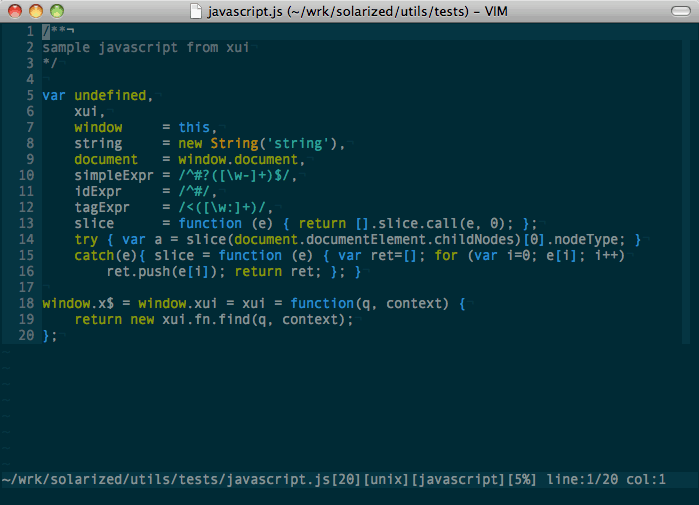 javascript.js (~/wrk/solarized/utils/tests) - VIM
1 /**¬
2 sample javascript from xui¬
3 */¬
4 ¬
5 var undefined,¬
6     xui,¬
7     window     = this,¬
8     string     = new String('string'),¬
9     document   = window.document,¬
10     simpleExpr = /^#?([\w-]+)$/,¬
11     idExpr     = /^#/,¬
12     tagExpr    = /<([\w:]+)/,¬
13     slice      = function (e) { return [].slice.call(e, 0); };¬
14     try { var a = slice(document.documentElement.childNodes)[0].nodeType; }¬
15     catch(e){ slice = function (e) { var ret=[]; for (var i=0; e[i]; i++)¬
16         ret.push(e[i]); return ret; }; }¬
17 ¬
18 window.x$ = window.xui = xui = function(q, context) {¬
19     return new xui.fn.find(q, context);¬
20 };¬
~
~
~
~
~
~
~
~
~/wrk/solarized/utils/tests/javascript.js[20][unix][javascript][5%] line:1/20 col:1